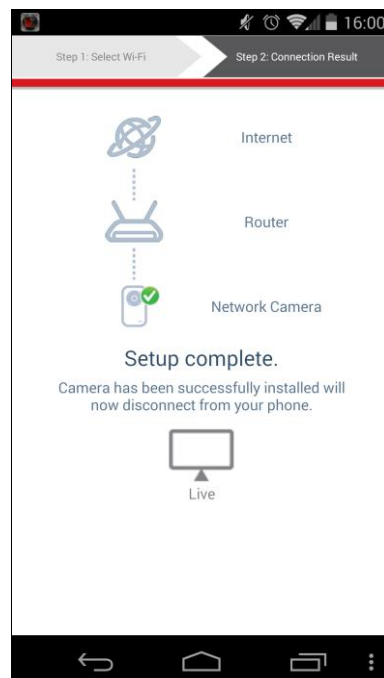 16:00
Step 1: Select Wi-Fi
Step 2: Connection Result
Internet
Router
Network Camera
Setup complete.
Camera has been successfully installed will
now disconnect from your phone.
Live